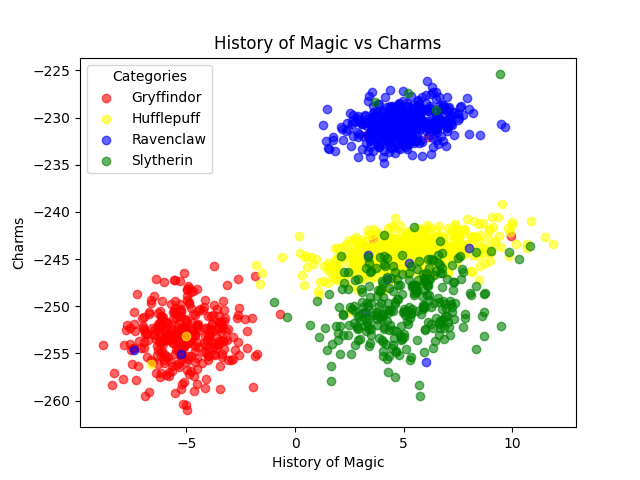 History of Magic vs Charms
Categories
Gryffindor
Hufflepuff
Ravenclaw
Slytherin
−225
−230
−235
−240
−245
−250
−255
−260
Charms
−5
0
5
10
History of Magic